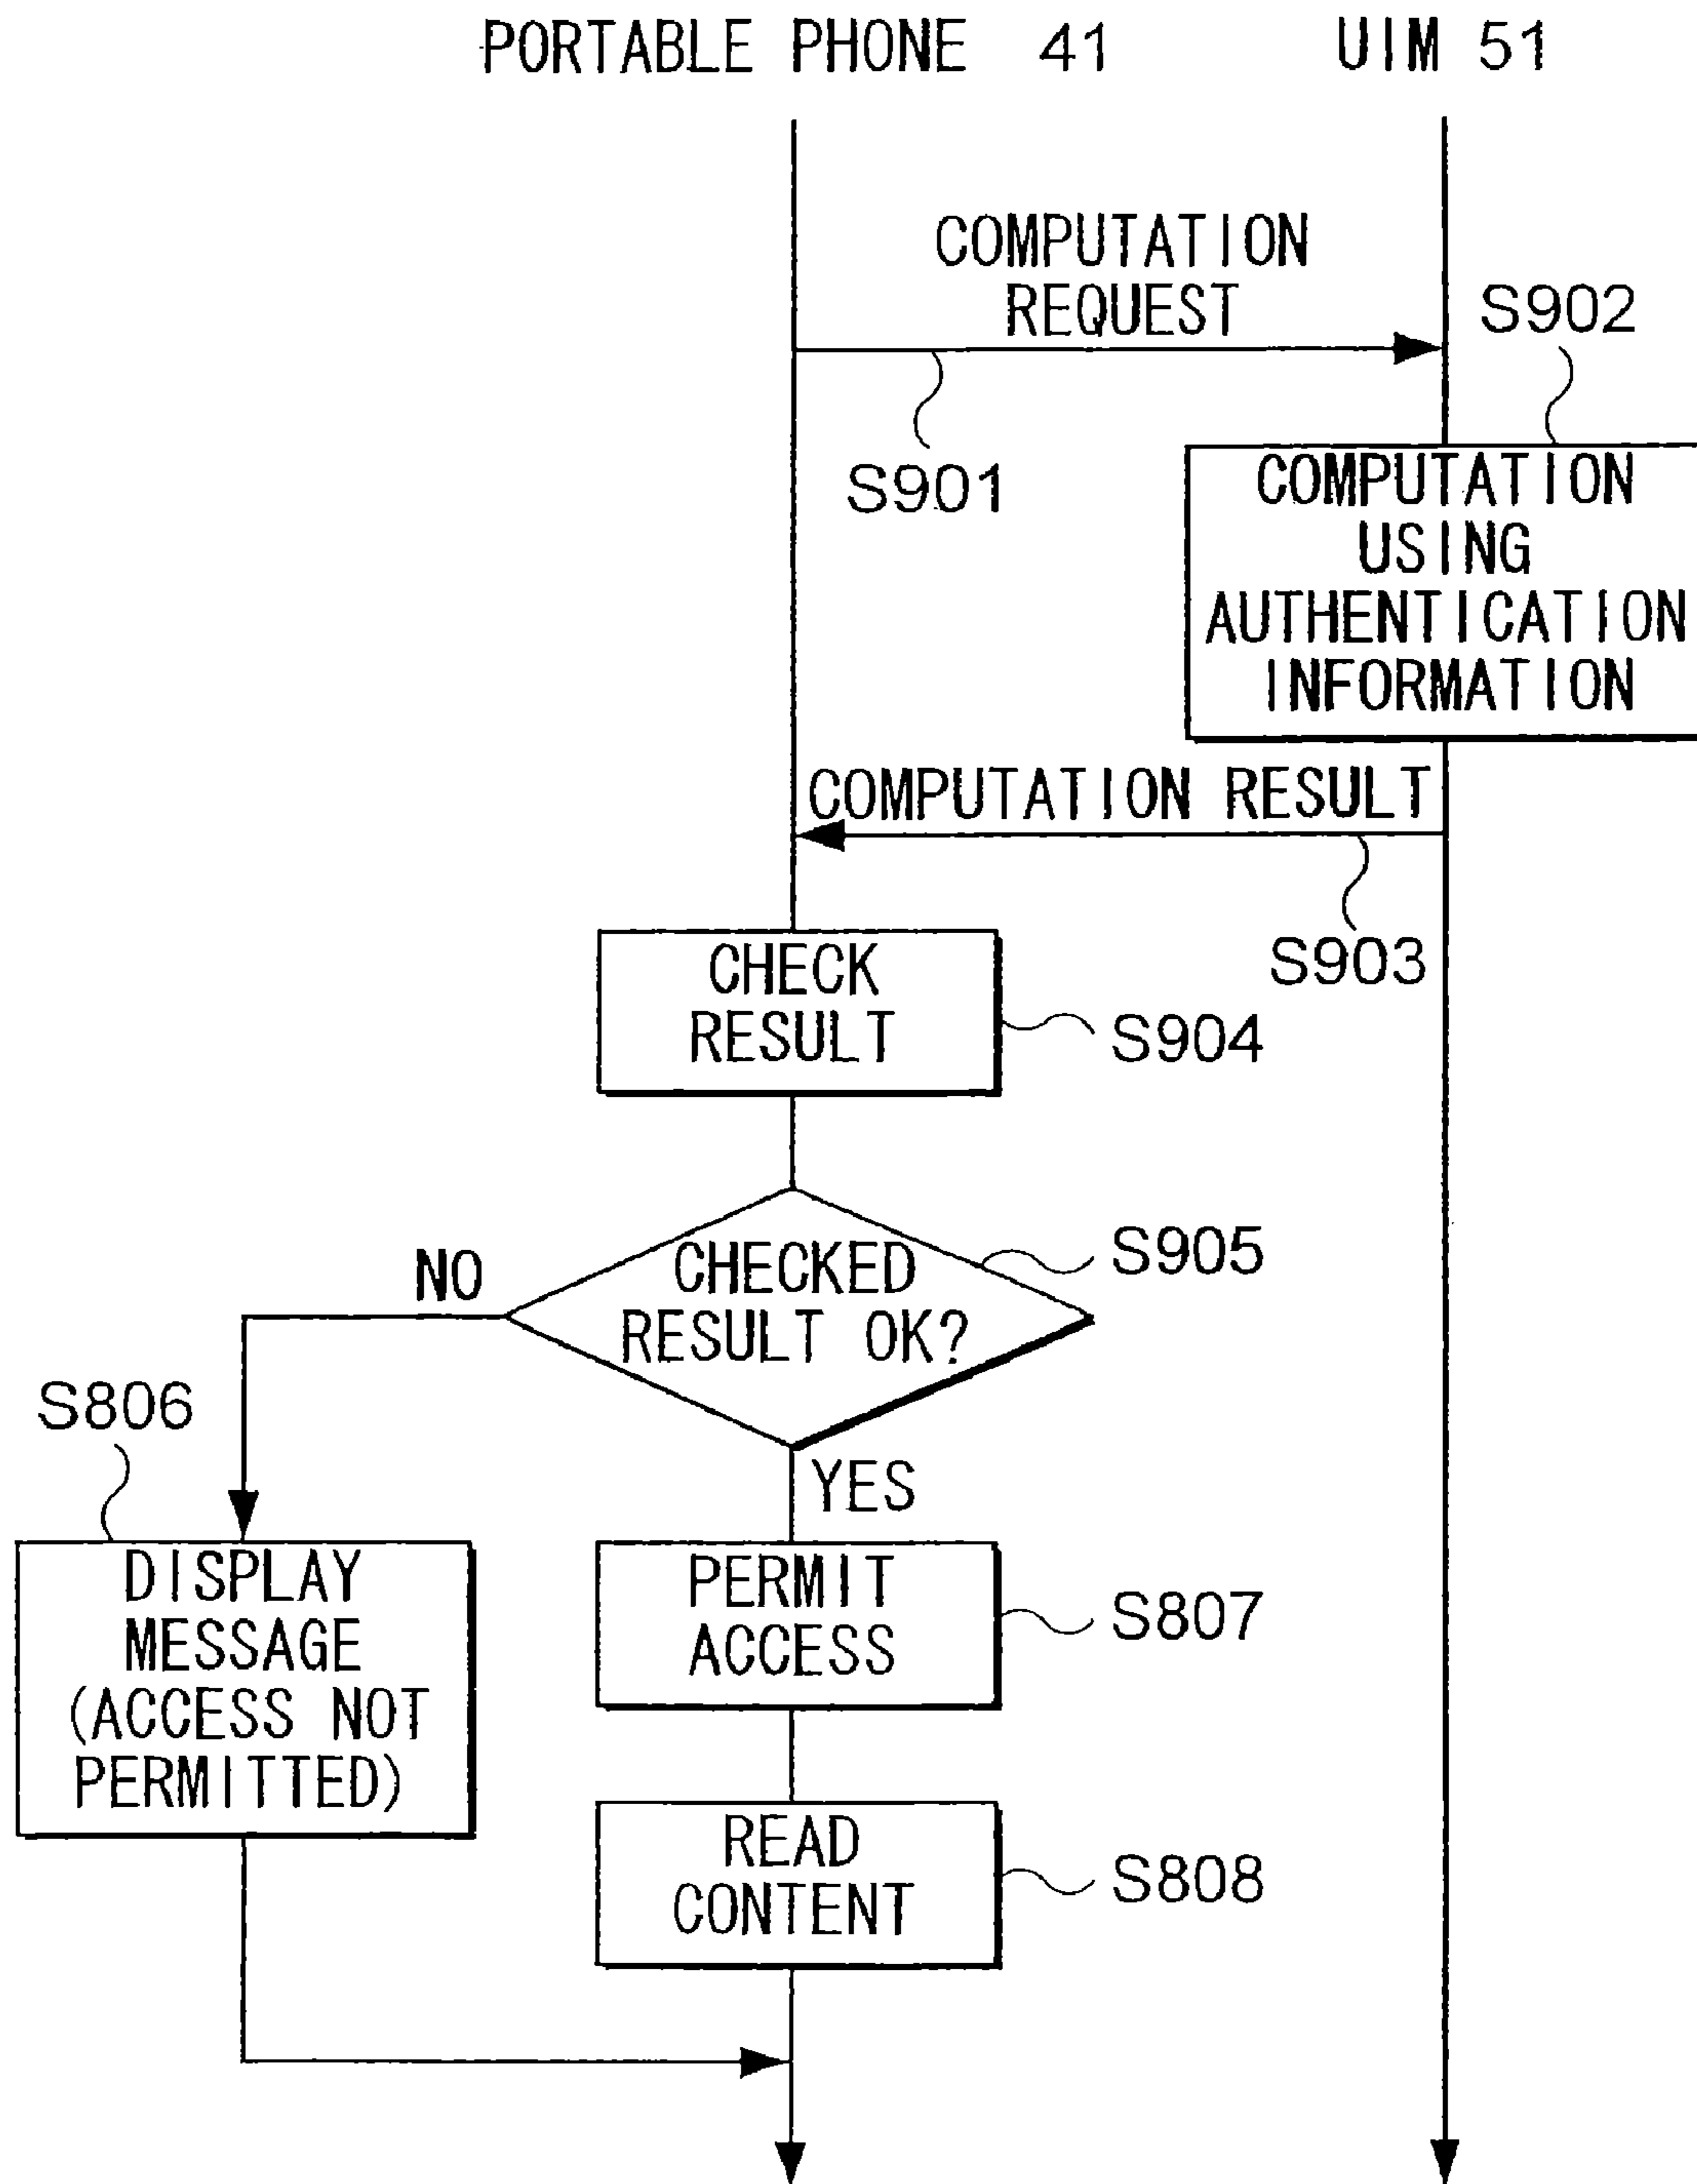 PORTABLE PHONE 41
UIM 51
COMPUTATION
REQUEST
S901
S902
COMPUTATION
USING
AUTHENTICATION
INFORMATION
COMPUTATION RESULT
S903
CHECK
RESULT
S904
CHECKED
RESULT OK?
S905
NO
YES
S806
DISPLAY
MESSAGE
(ACCESS NOT
PERMITTED)
PERMIT
ACCESS
S807
READ
CONTENT
S808